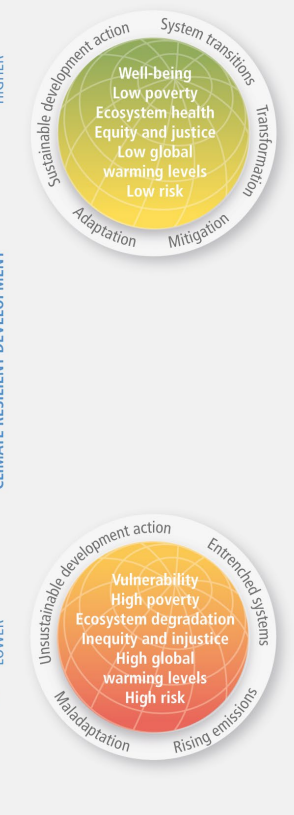 HIGHER
Sustainable development action
System transitions
Transformation
Mitigation
Adaptation
Well-being
Low poverty
Ecosystem health
Equity and justice
Low global
warming levels
Low risk
CLIMATE RESILIENT DEVELOPMENT
LOWER
Unsustainable development action
Entrenched systems
Rising emissions
Maladaptation
Vulnerability
High poverty
Ecosystem degradation
Inequity and injustice
High global
warming levels
High risk